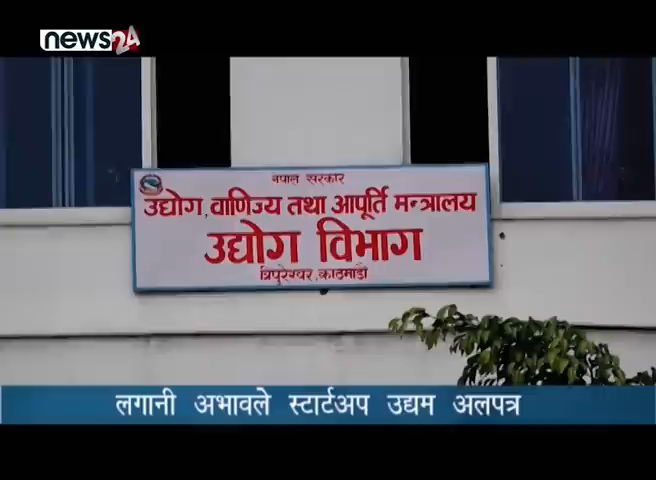 news24
नेपाल सरकार
उद्योग, वाणिज्य तथा आपूर्ति मन्त्रालय
उद्योग विभाग
त्रिपुरेश्वर, काठमाडौं
लगानी अभावले स्टार्टअप उद्यम अलपत्र